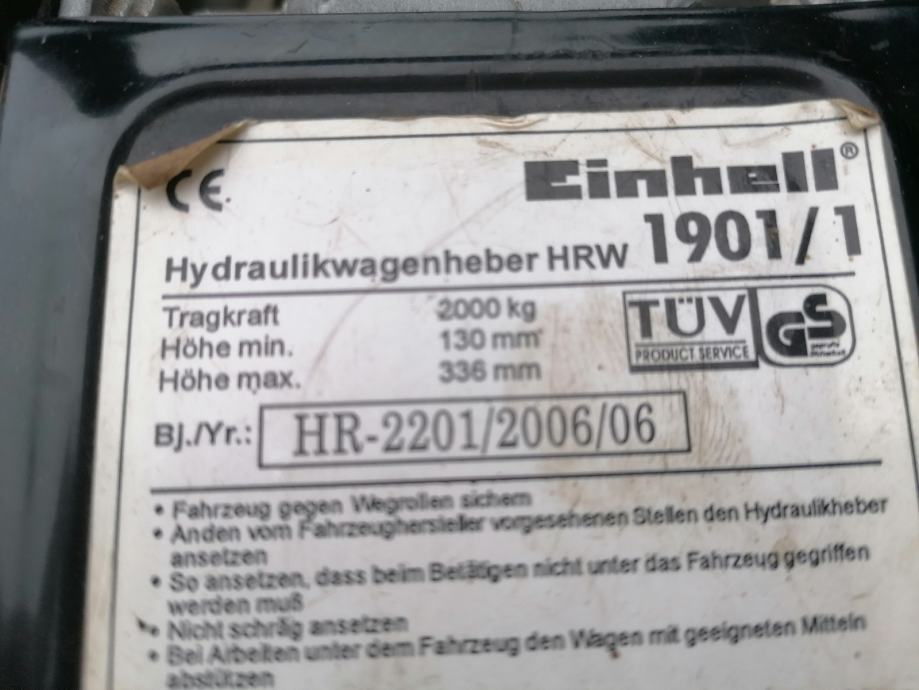 CE
Einhell®
Hydraulikwagenheber HRW 1901/1
Tragkraft 2000 kg
Höhe min. 130 mm
Höhe max. 336 mm
TÜV
PRODUCT SERVICE
GS
geprüfte
Sicherheit
Bj./Yr.: HR-2201/2006/06
• Fahrzeug gegen Wegrollen sichern
• Anden vom Fahrzeughersteller vorgesehenen Stellen den Hydraulikheber
ansetzen
• So ansetzen, dass beim Betätigen nicht unter das Fahrzeug gegriffen
werden muß
• Nicht schräg ansetzen
• Bei Arbeiten unter dem Fahrzeug den Wagen mit geeigneten Mitteln
abstützen